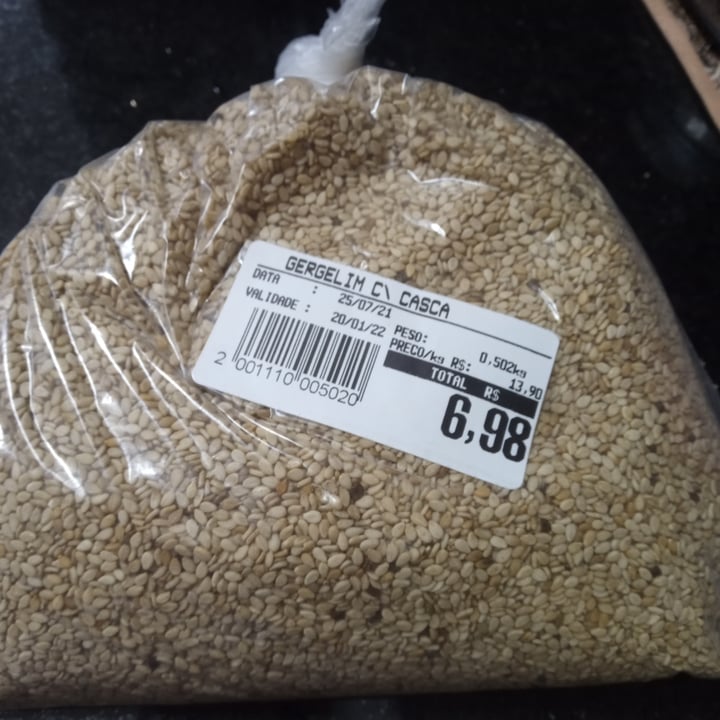 GERGELIM C\ CASCA
DATA : 25/07/21
VALIDADE : 20/01/22
PESO: 0,502kg
PRECO/kg R$: 13,90
TOTAL R$
6,98
2 001110 005020